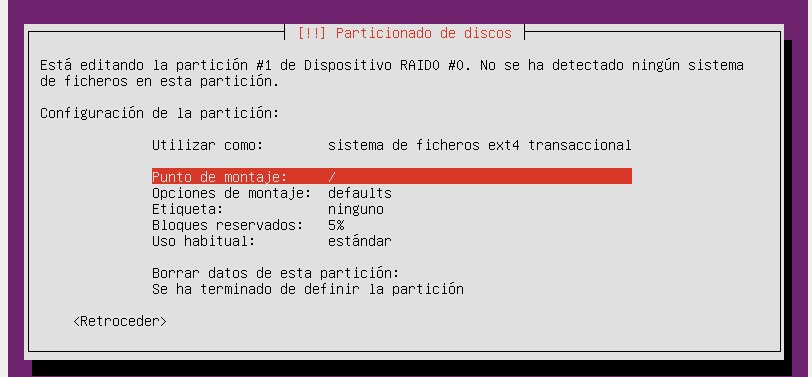 [!!] Particionado de discos
Está editando la partición #1 de Dispositivo RAID0 #0. No se ha detectado ningún sistema
de ficheros en esta partición.
Configuración de la partición:
Utilizar como: sistema de ficheros ext4 transaccional
Punto de montaje: /
Opciones de montaje: defaults
Etiqueta: ninguno
Bloques reservados: 5%
Uso habitual: estándar
Borrar datos de esta partición:
Se ha terminado de definir la partición
<Retroceder>